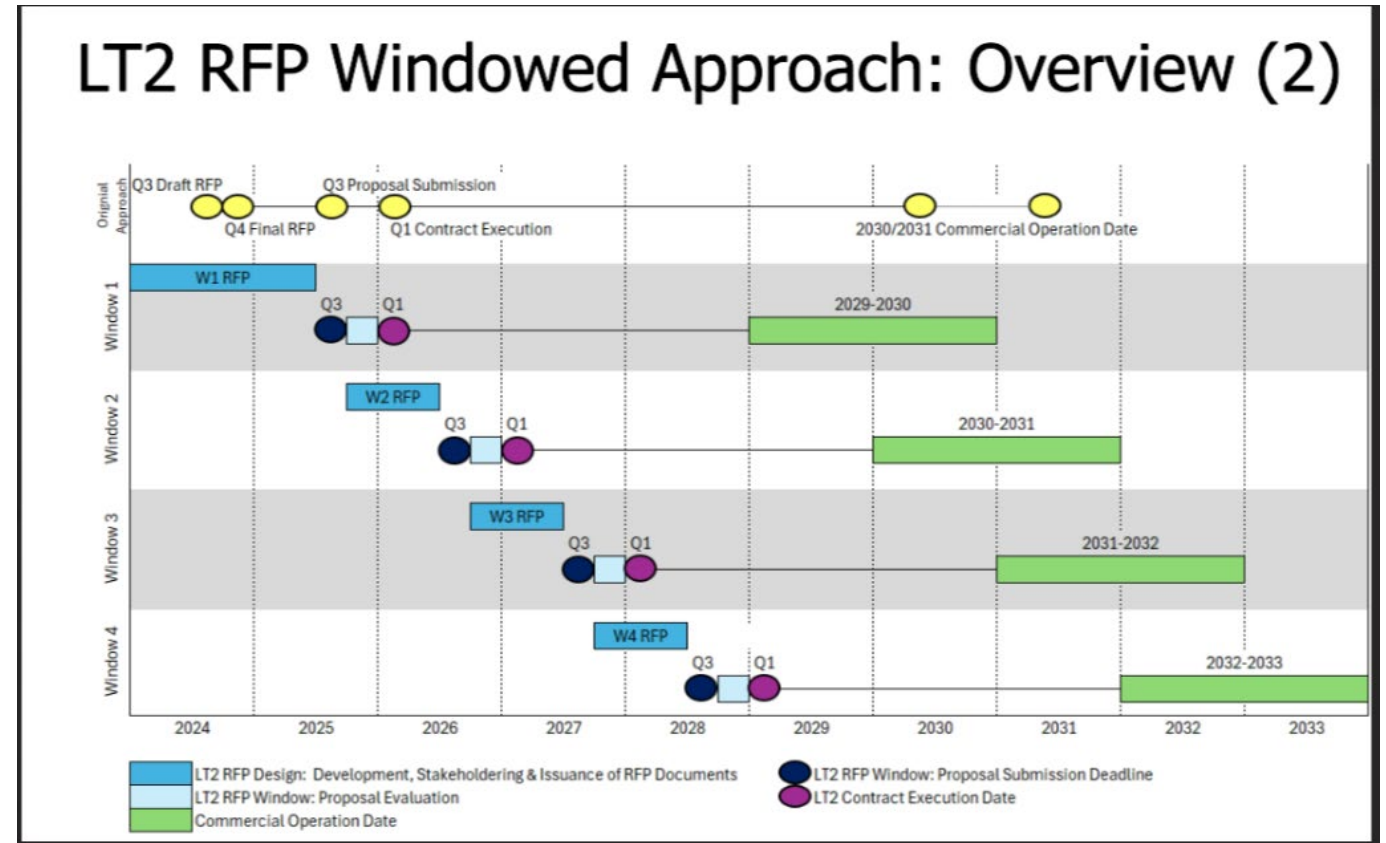 LT2 RFP Windowed Approach: Overview (2)
Orignial
Approach
Q3 Draft RFP
Q3 Proposal Submission
Q4 Final RFP
Q1 Contract Execution
2030/2031 Commercial Operation Date
Window 1
W1 RFP
Q3
Q1
2029-2030
Window 2
W2 RFP
Q3
Q1
2030-2031
Window 3
W3 RFP
Q3
Q1
2031-2032
Window 4
W4 RFP
Q3
Q1
2032-2033
2024 2025 2026 2027 2028 2029 2030 2031 2032 2033
LT2 RFP Design: Development, Stakeholdering & Issuance of RFP Documents
LT2 RFP Window: Proposal Submission Deadline
LT2 RFP Window: Proposal Evaluation
LT2 Contract Execution Date
Commercial Operation Date